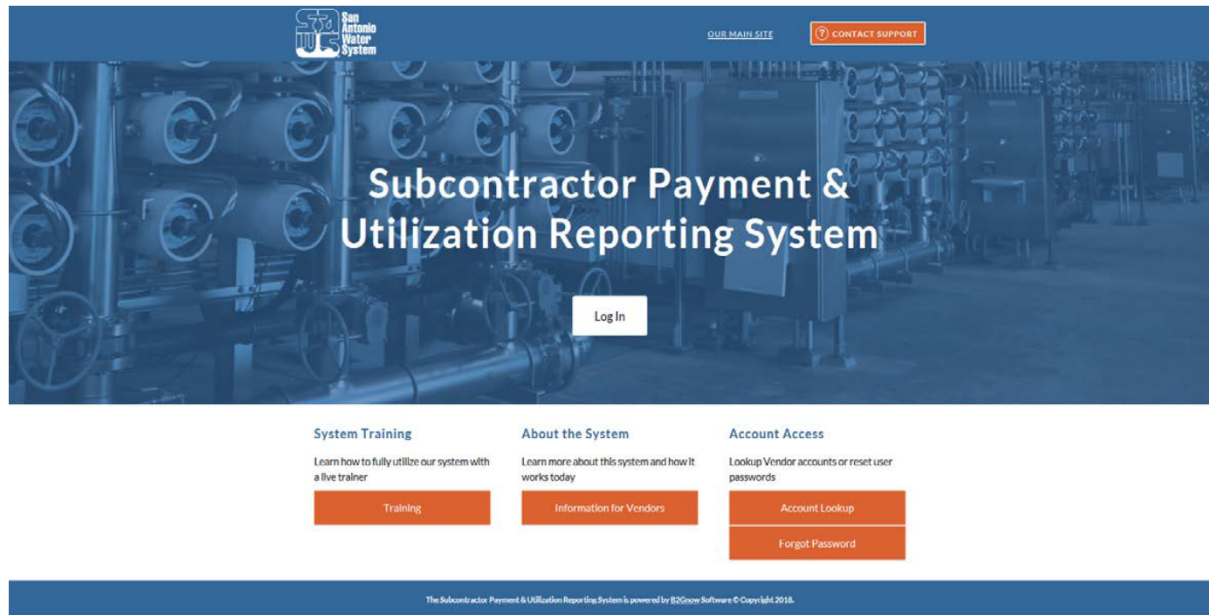 San
Antonio
Water
System
OUR MAIN SITE
? CONTACT SUPPORT
Subcontractor Payment &
Utilization Reporting System
Log In
System Training
Learn how to fully utilize our system with
a live trainer
Training
About the System
Learn more about this system and how it
works today
Information for Vendors
Account Access
Lookup Vendor accounts or reset user
passwords
Account Lookup
Forgot Password
The Subcontractor Payment & Utilization Reporting System is powered by B2Gnow Software © Copyright 2018.